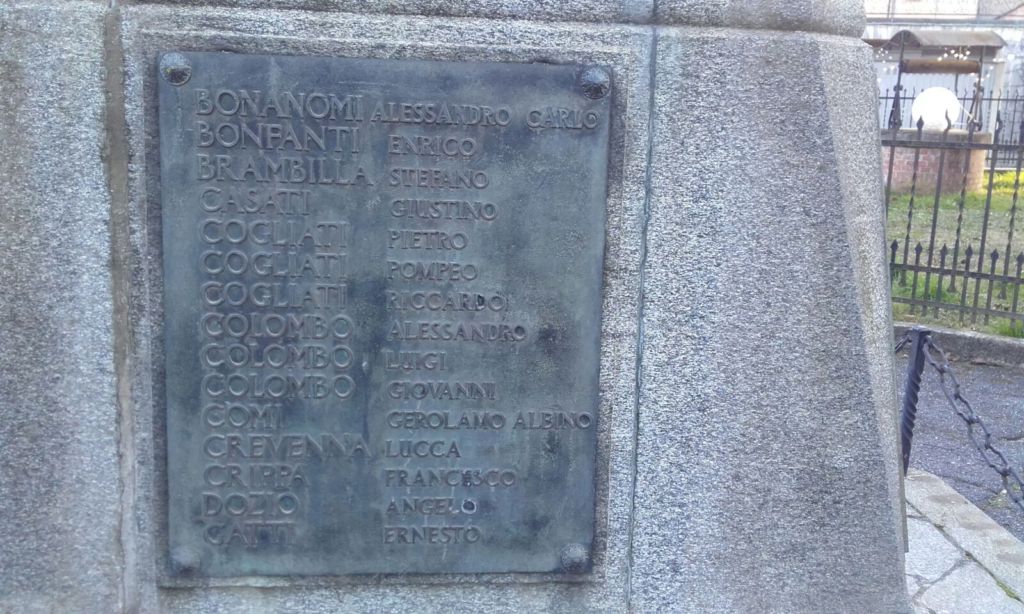 BONANOMI ALESSANDRO CARLO
BONFANTI ENRICO
BRAMBILLA STEFANO
CASATI GIUSTINO
COGLIATI PIETRO
COGLIATI POMPEO
COGLIATI RICCARDO
COLOMBO ALESSANDRO
COLOMBO LUIGI
COLOMBO GIOVANNI
COMI GEROLAMO ALBINO
CREVENNA LUCCA
CRIPPA FRANCESCO
DOZIO ANGELO
GATTI ERNESTO